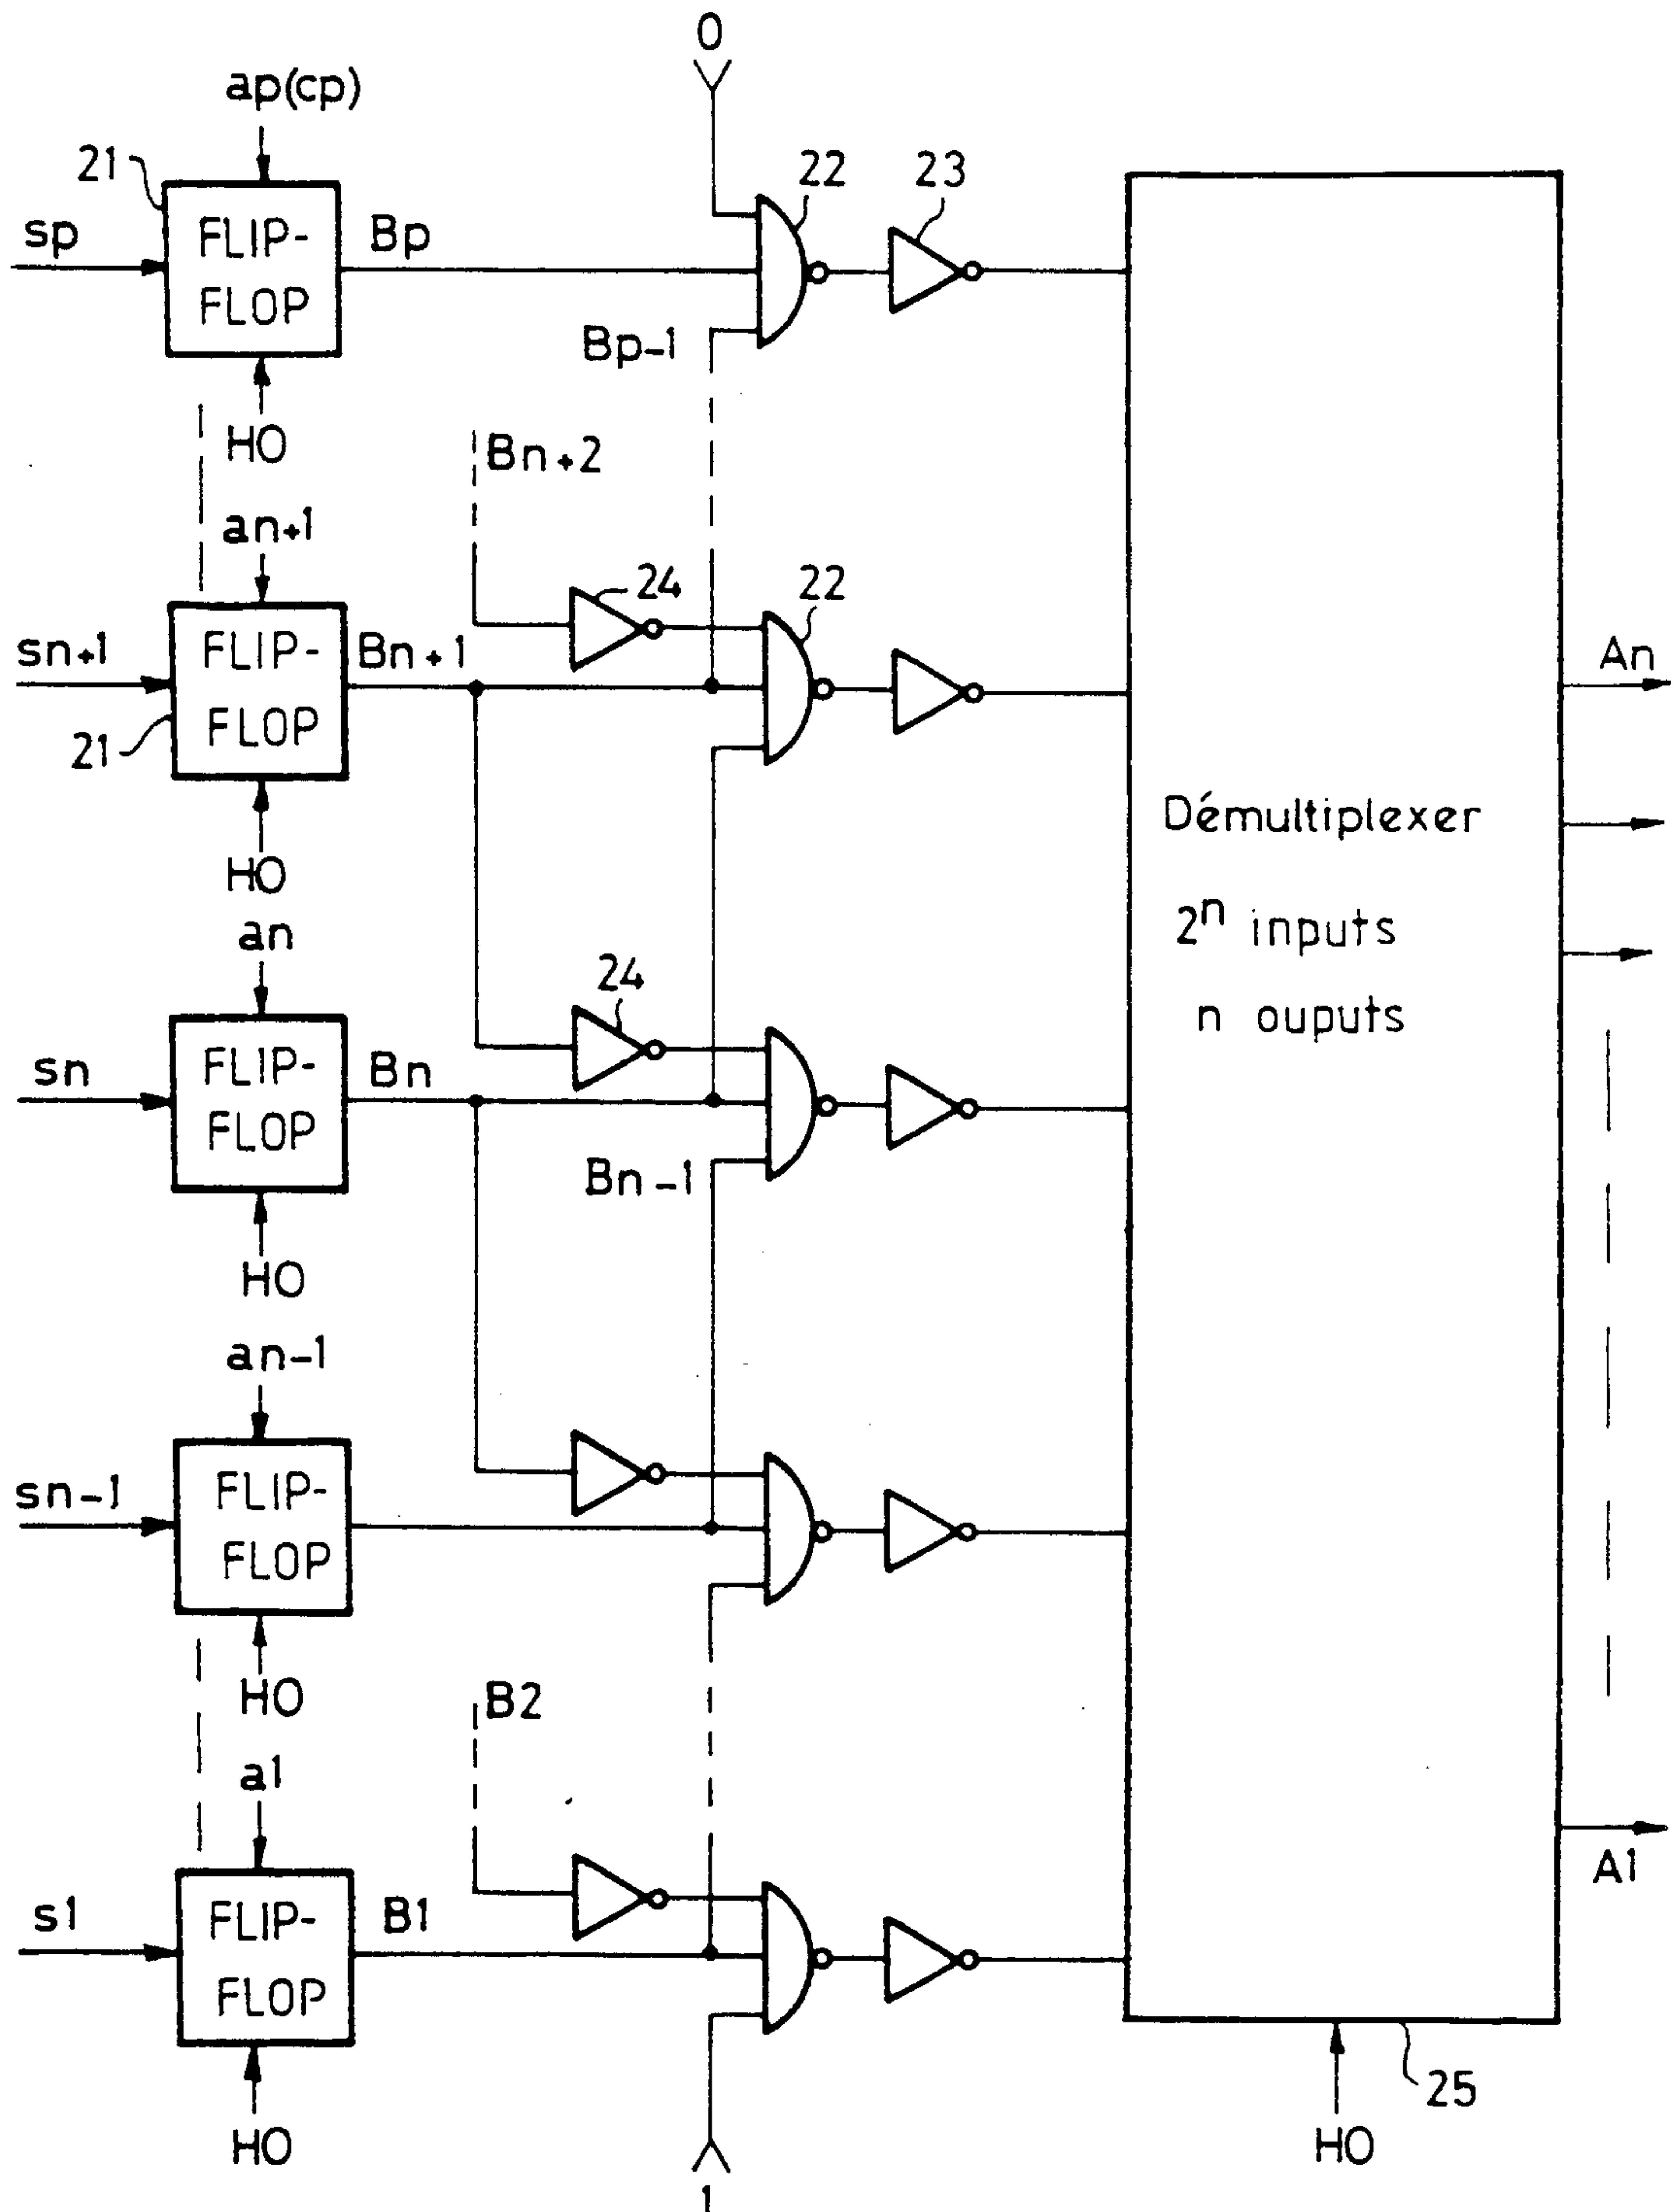 0
ap(cp)
21
22
23
sp
FLIP-
FLOP
Bp
Bp-1
HO
Bn+2
an+1
24
22
sn+1
FLIP-
FLOP
Bn+1
An
21
HO
Démultiplexer
2ⁿ inputs
n ouputs
an
24
sn
FLIP-
FLOP
Bn
Bn-1
HO
an-1
sn-1
FLIP-
FLOP
HO
B2
a1
A1
s1
FLIP-
FLOP
B1
25
HO
HO
1